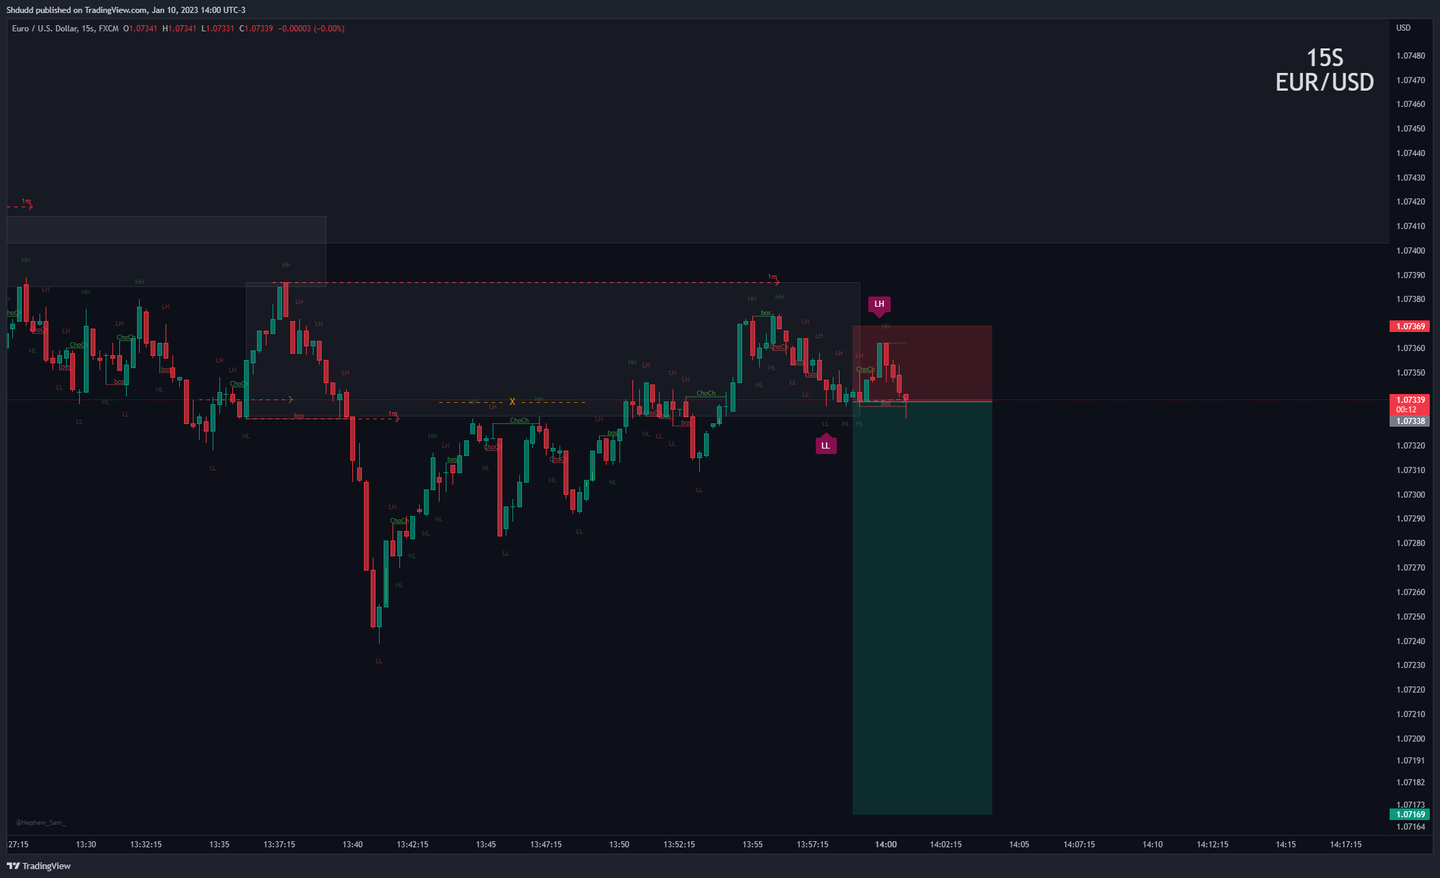 Shdudd published on TradingView.com, Jan 10, 2023 14:00 UTC-3
Euro / U.S. Dollar, 15s, FXCM O1.07341 H1.07341 L1.07331 C1.07339 −0.00003 (−0.00%)
USD
15S
EUR/USD
1.07480
1.07470
1.07460
1.07450
1.07440
1.07430
1.07420
1.07410
1.07400
1.07390
1.07380
1.07369
1.07360
1.07350
1.07339
00:12
1.07338
1.07320
1.07310
1.07300
1.07290
1.07280
1.07270
1.07260
1.07250
1.07240
1.07230
1.07220
1.07210
1.07200
1.07191
1.07182
1.07173
1.07169
1.07164
1m
1m
1m
HH
HH
HH
HH
LH
LH
LH
LH
LH
LL
LL
HL
HL
ChoCh
ChoCh
ChoCh
bos
bos
bos
X
LH
LL
@Nephew_Sam_
:27:15 13:30 13:32:15 13:35 13:37:15 13:40 13:42:15 13:45 13:47:15 13:50 13:52:15 13:55 13:57:15 14:00 14:02:15 14:05 14:07:15 14:10 14:12:15 14:15 14:17:15
TradingView